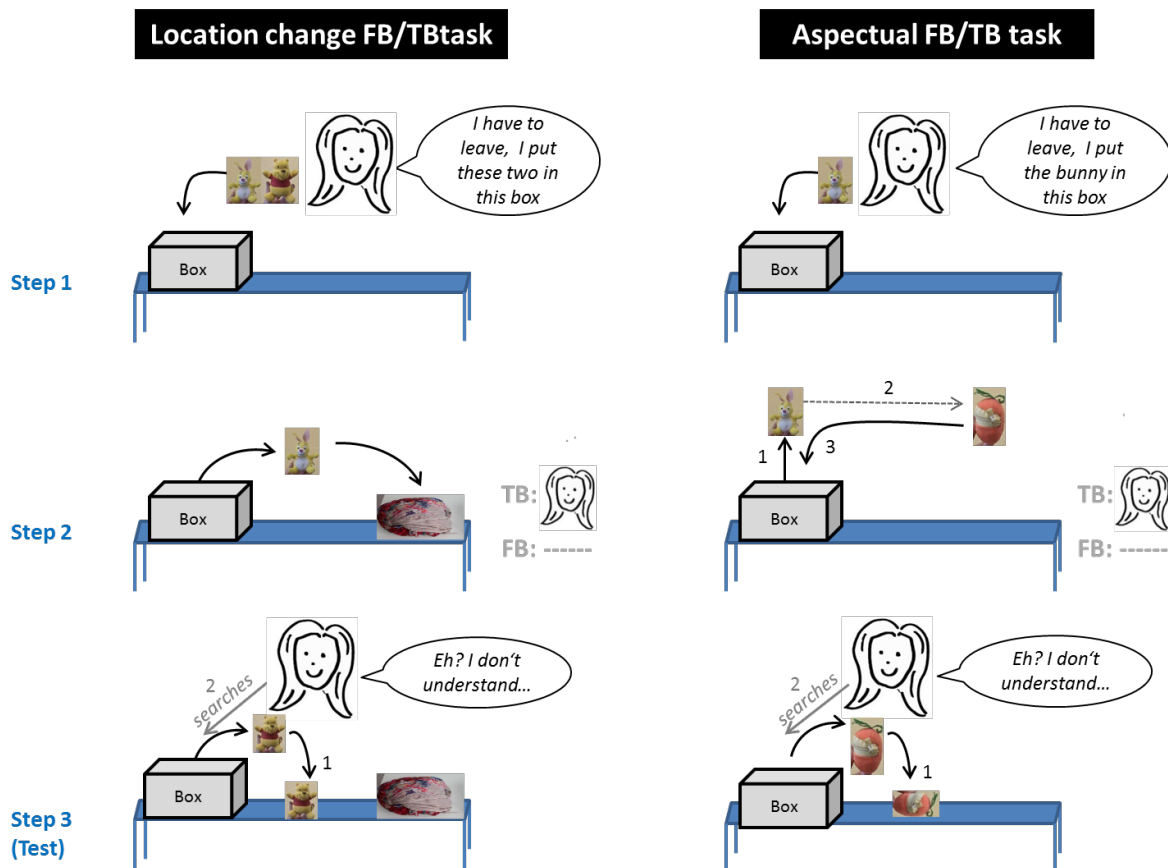 Location change FB/TBtask
Aspectual FB/TB task
I have to
leave, I put
these two in
this box
I have to
leave, I put
the bunny in
this box
Step 1
Box
Box
2
1
3
Step 2
Box
TB:
FB: ------
Box
TB:
FB: ------
Eh? I don‘t
understand...
Eh? I don‘t
understand...
2
searches
2
searches
1
1
Box
Box
Step 3
(Test)